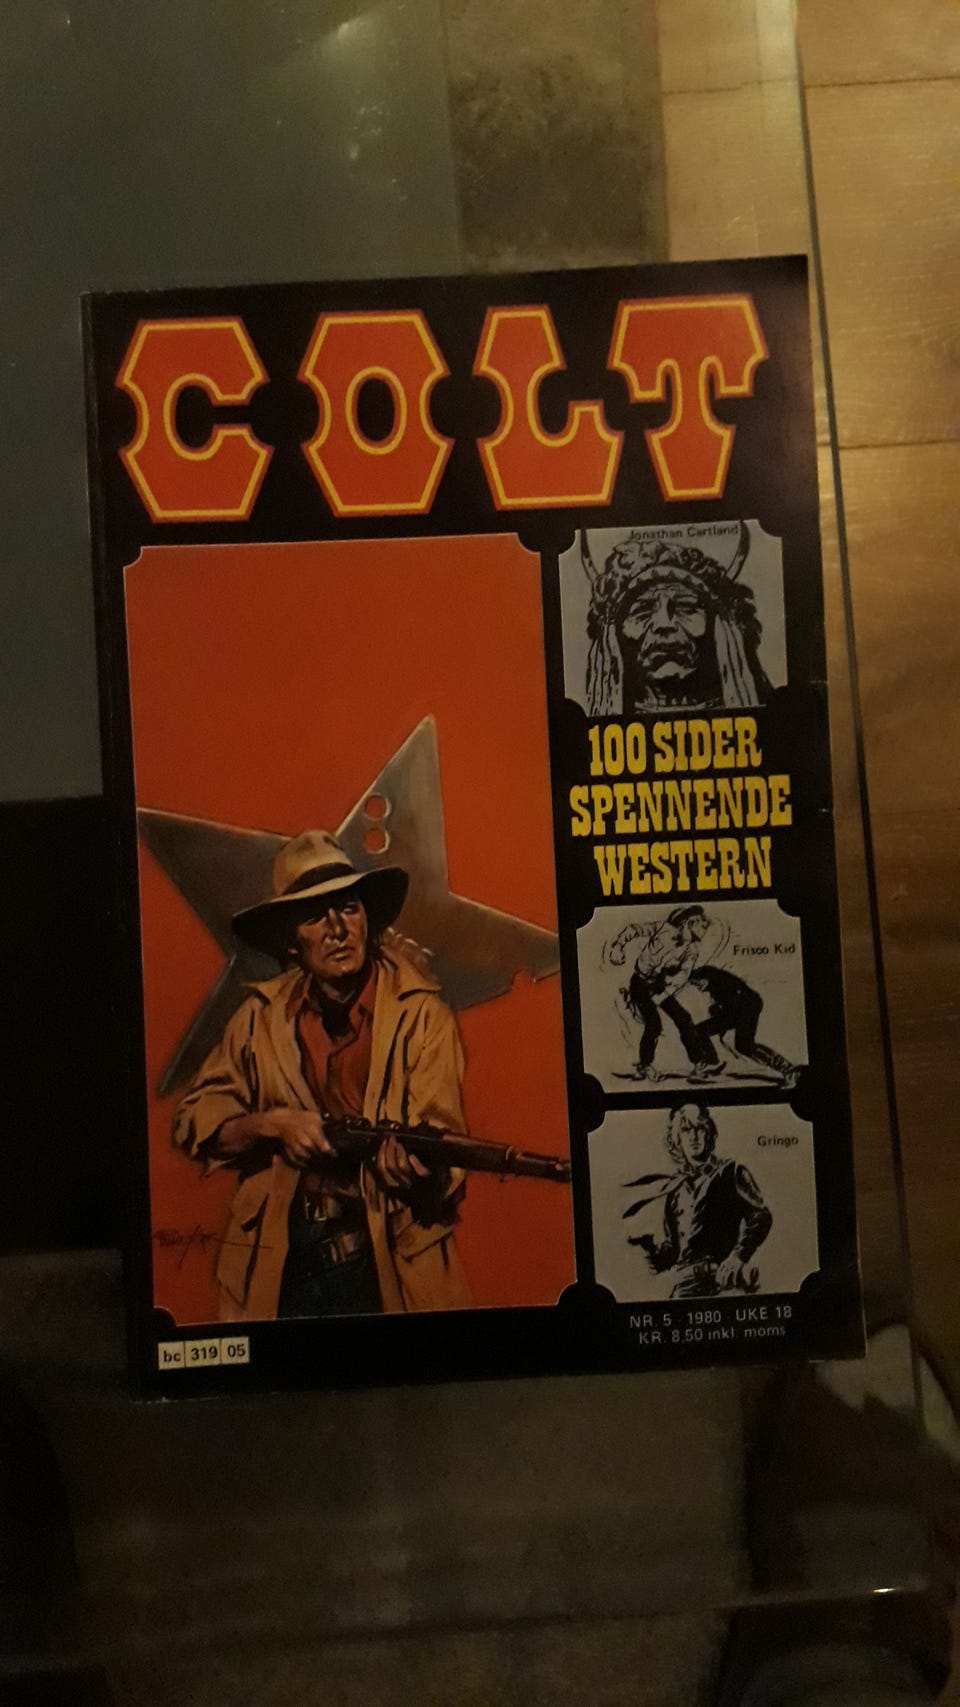 COLT
Jonathan Cartland
100 SIDER
SPENNENDE
WESTERN
Frisco Kid
Gringo
NR. 5 1980 UKE 18
KR. 8,50 inkl. moms
bc 319 05